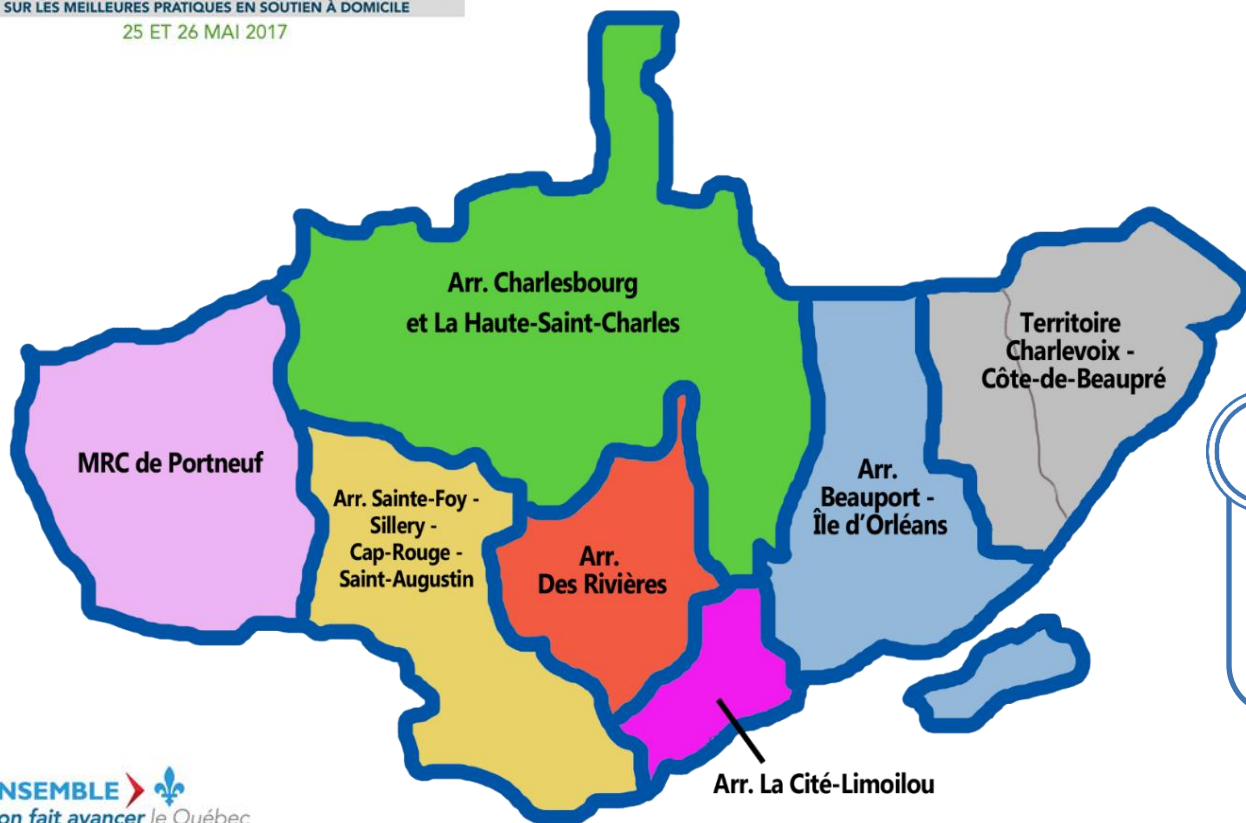 SUR LES MEILLEURES PRATIQUES EN SOUTIEN À DOMICILE
25 ET 26 MAI 2017
Arr. Charlesbourg
et La Haute-Saint-Charles
Territoire
Charlevoix -
Côte-de-Beaupré
MRC de Portneuf
Arr. Sainte-Foy -
Sillery -
Cap-Rouge -
Saint-Augustin
Arr.
Des Rivières
Arr.
Beauport -
Île d'Orléans
Arr. La Cité-Limoilou
NSEMBLE
on fait avancer le Québec